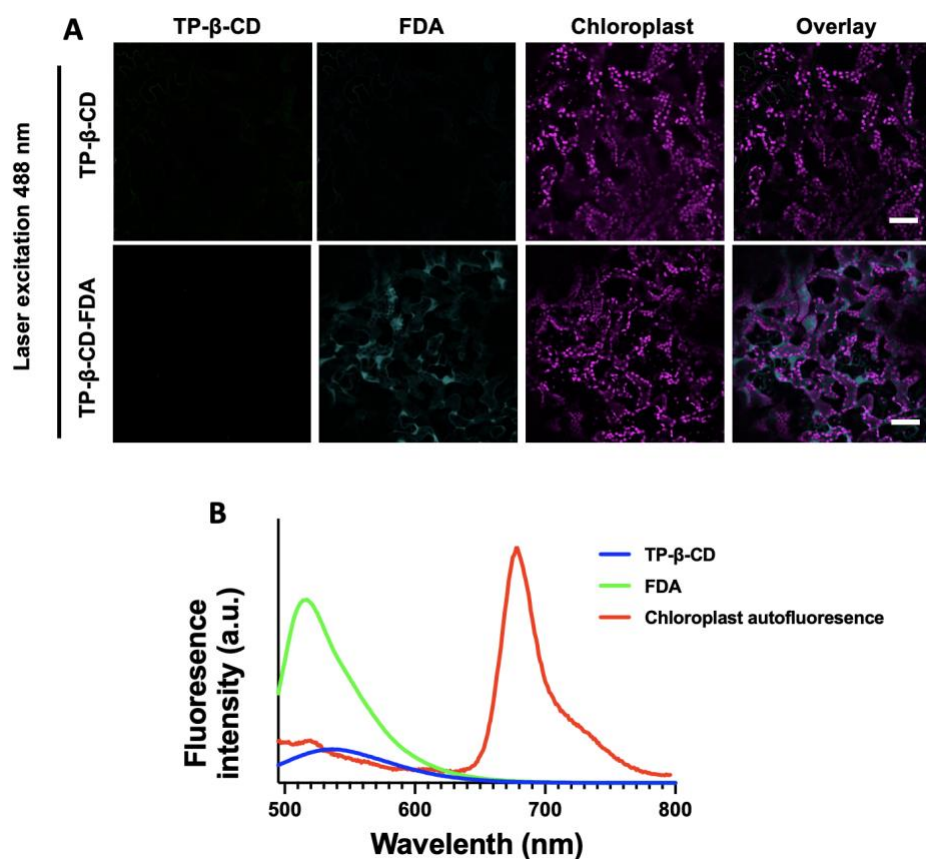 A
TP-β-CD FDA Chloroplast Overlay
Laser excitation 488 nm
TP-β-CD
TP-β-CD-FDA
B
Fluoresence
intensity (a.u.)
TP-β-CD
FDA
Chloroplast autofluoresence
500 600 700 800
Wavelenth (nm)